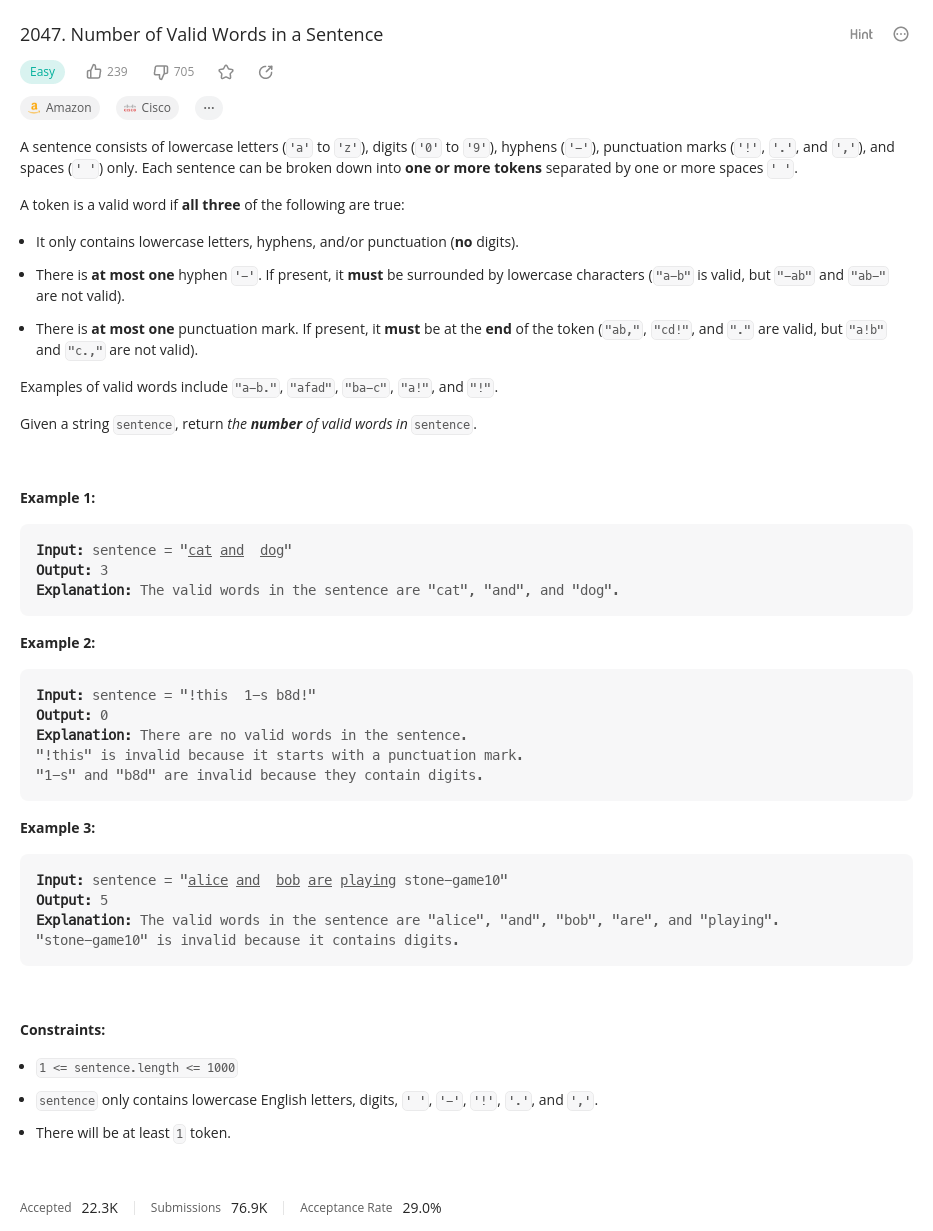 2047. Number of Valid Words in a Sentence
Hint
Easy
239
705
Amazon
Cisco
A sentence consists of lowercase letters ('a' to 'z'), digits ('0' to '9'), hyphens ('-'), punctuation marks ('!', '.', and ','), and
spaces (' ') only. Each sentence can be broken down into one or more tokens separated by one or more spaces ' '.
A token is a valid word if all three of the following are true:
• It only contains lowercase letters, hyphens, and/or punctuation (no digits).
• There is at most one hyphen '-'. If present, it must be surrounded by lowercase characters ("a-b" is valid, but "-ab" and "ab-"
are not valid).
• There is at most one punctuation mark. If present, it must be at the end of the token ("ab,", "cd!", and "." are valid, but "a!b"
and "c.," are not valid).
Examples of valid words include "a-b.", "afad", "ba-c", "a!", and "!".
Given a string sentence, return the number of valid words in sentence.
Example 1:
Input: sentence = "cat and  dog"
Output: 3
Explanation: The valid words in the sentence are "cat", "and", and "dog".
Example 2:
Input: sentence = "!this  1-s b8d!"
Output: 0
Explanation: There are no valid words in the sentence.
"!this" is invalid because it starts with a punctuation mark.
"1-s" and "b8d" are invalid because they contain digits.
Example 3:
Input: sentence = "alice and  bob are playing stone-game10"
Output: 5
Explanation: The valid words in the sentence are "alice", "and", "bob", "are", and "playing".
"stone-game10" is invalid because it contains digits.
Constraints:
• 1 <= sentence.length <= 1000
• sentence only contains lowercase English letters, digits, ' ', '-', '!', '.', and ','.
• There will be at least 1 token.
Accepted 22.3K Submissions 76.9K Acceptance Rate 29.0%